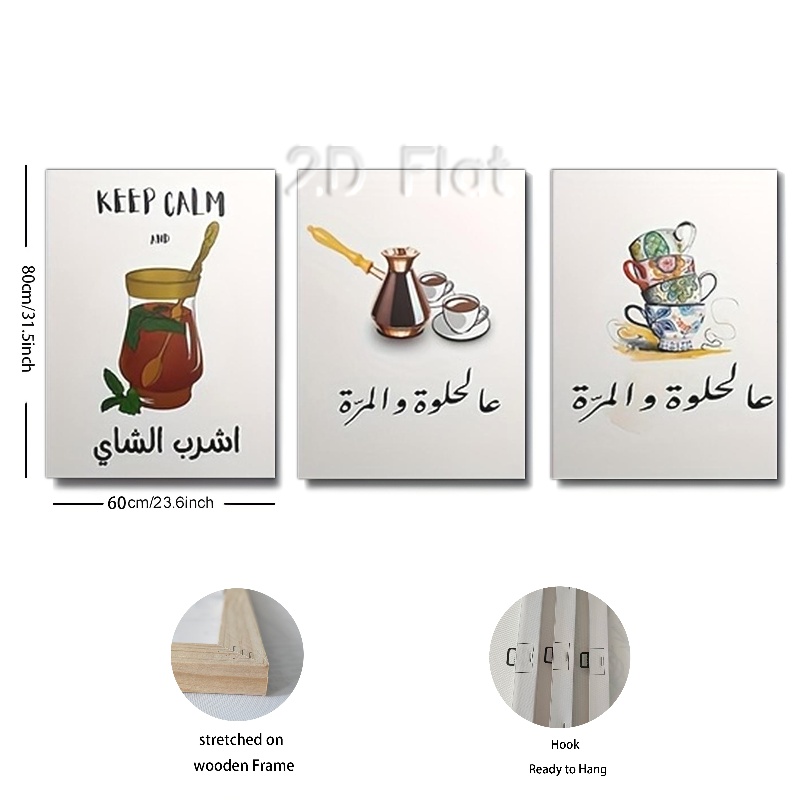 2D Flat
KEEP CALM
AND
اشرب الشاي
عالحلوة والمرّة
عالحلوة والمرّة
80cm/31.5inch
60cm/23.6inch
stretched on
wooden Frame
Hook
Ready to Hang